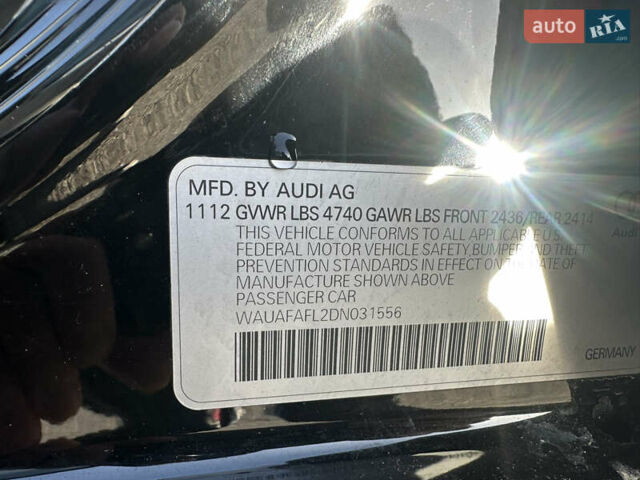 auto RIA .com
MFD. BY AUDI AG
1112 GVWR LBS 4740 GAWR LBS FRONT 2436/REAR 2414
THIS VEHICLE CONFORMS TO ALL APPLICABLE U.S.
FEDERAL MOTOR VEHICLE SAFETY, BUMPER, AND THEFT
PREVENTION STANDARDS IN EFFECT ON THE DATE OF
MANUFACTURE SHOWN ABOVE
PASSENGER CAR
WAUAFAFL2DN031556
Audi
GERMANY